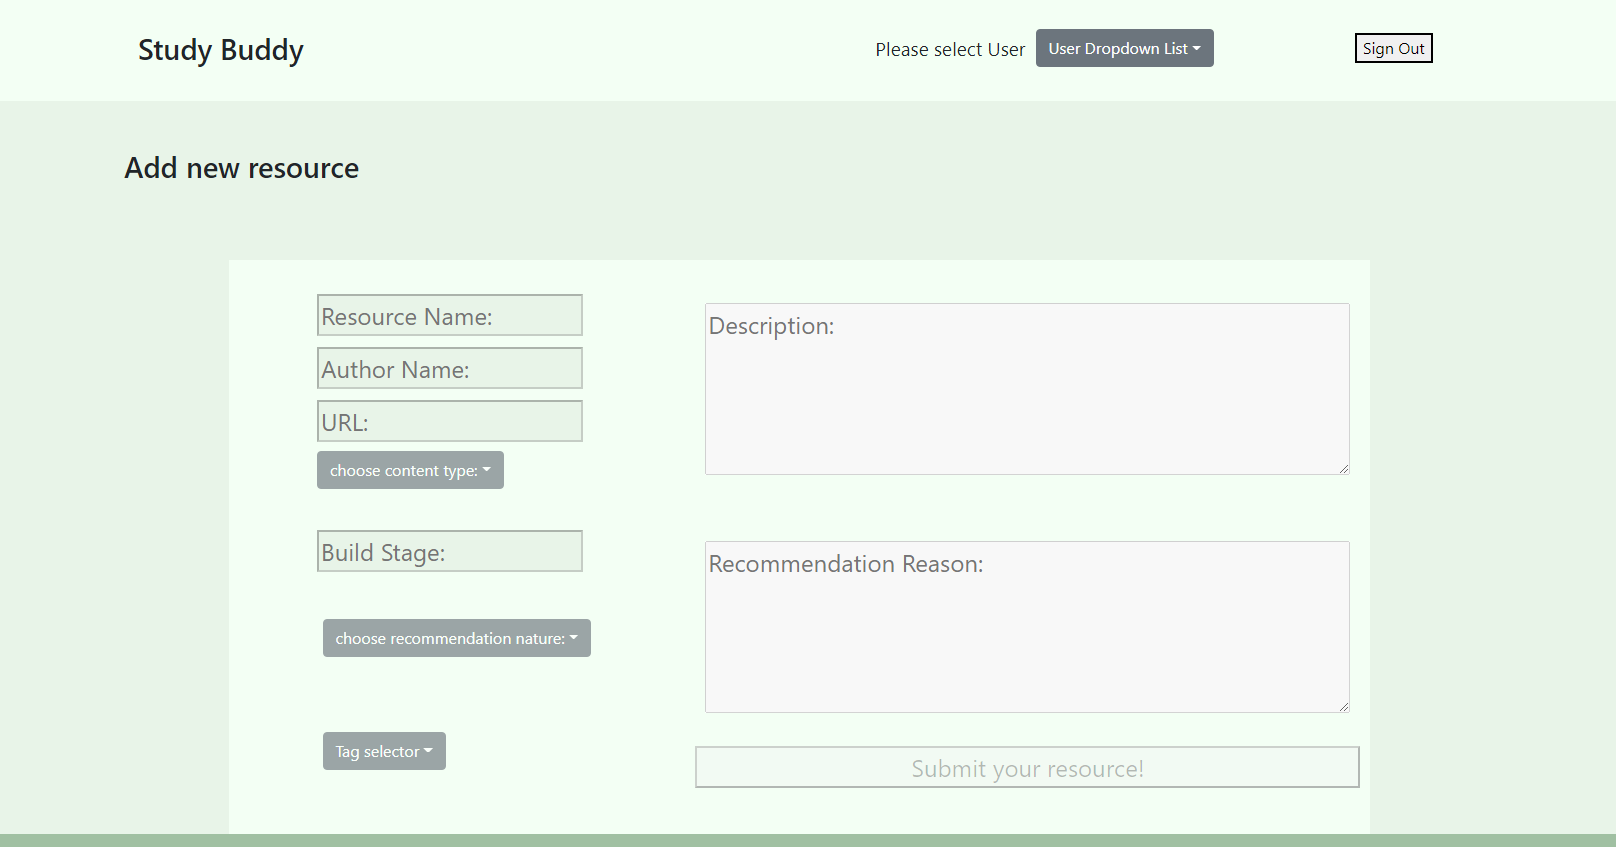 Study Buddy
Please select User
User Dropdown List
Sign Out
Add new resource
Resource Name:
Author Name:
URL:
choose content type:
Build Stage:
choose recommendation nature:
Tag selector
Description:
Recommendation Reason:
Submit your resource!